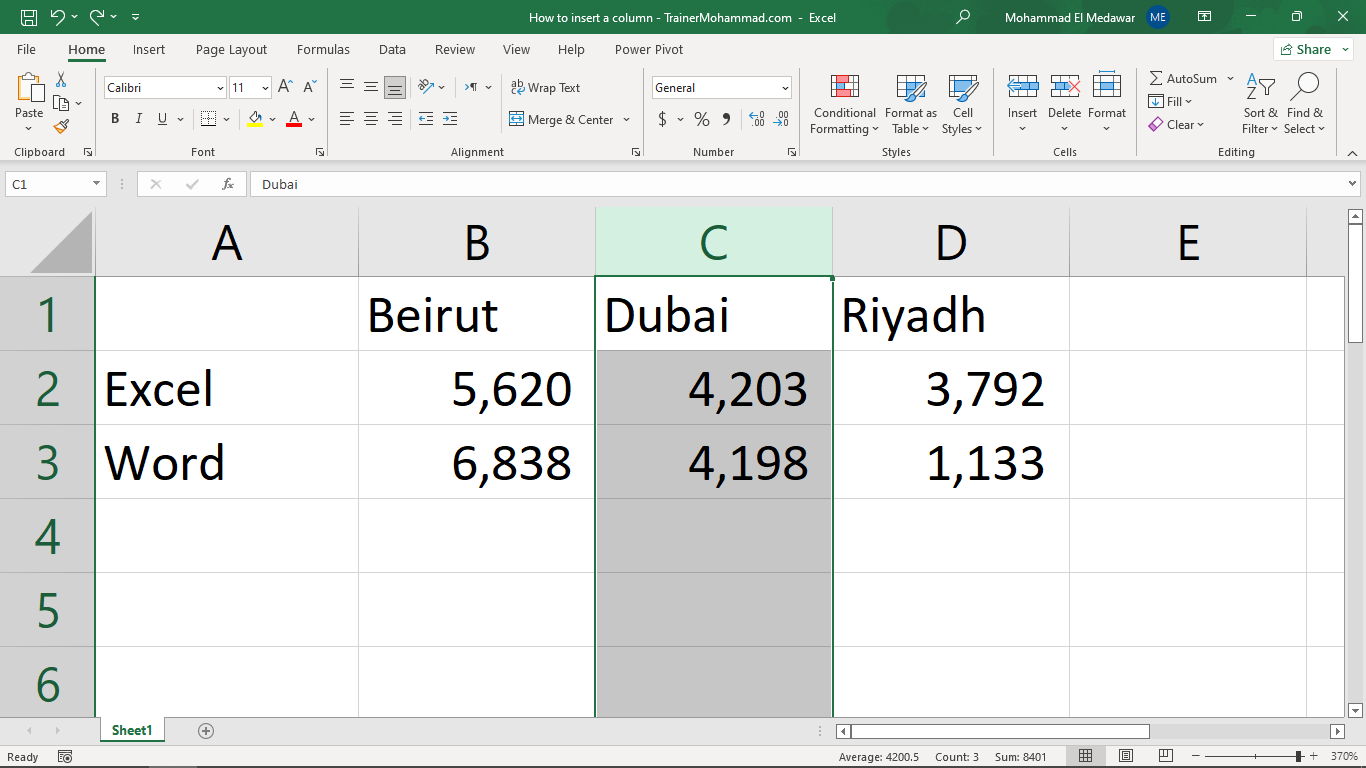 How to insert a column - TrainerMohammad.com - Excel
Mohammad El Medawar ME
File Home Insert Page Layout Formulas Data Review View Help Power Pivot Share
Paste
Clipboard
Calibri 11
B I U
Font
Wrap Text
Merge & Center
Alignment
General
$ % 9 .00
Number
Conditional Formatting
Format as Table
Cell Styles
Styles
Insert Delete Format
Cells
AutoSum
Fill
Clear
Sort & Filter
Find & Select
Editing
C1 fx Dubai
A B C D E
1 Beirut Dubai Riyadh
2 Excel 5,620 4,203 3,792
3 Word 6,838 4,198 1,133
4
5
6
Sheet1
Ready Average: 4200.5 Count: 3 Sum: 8401 370%